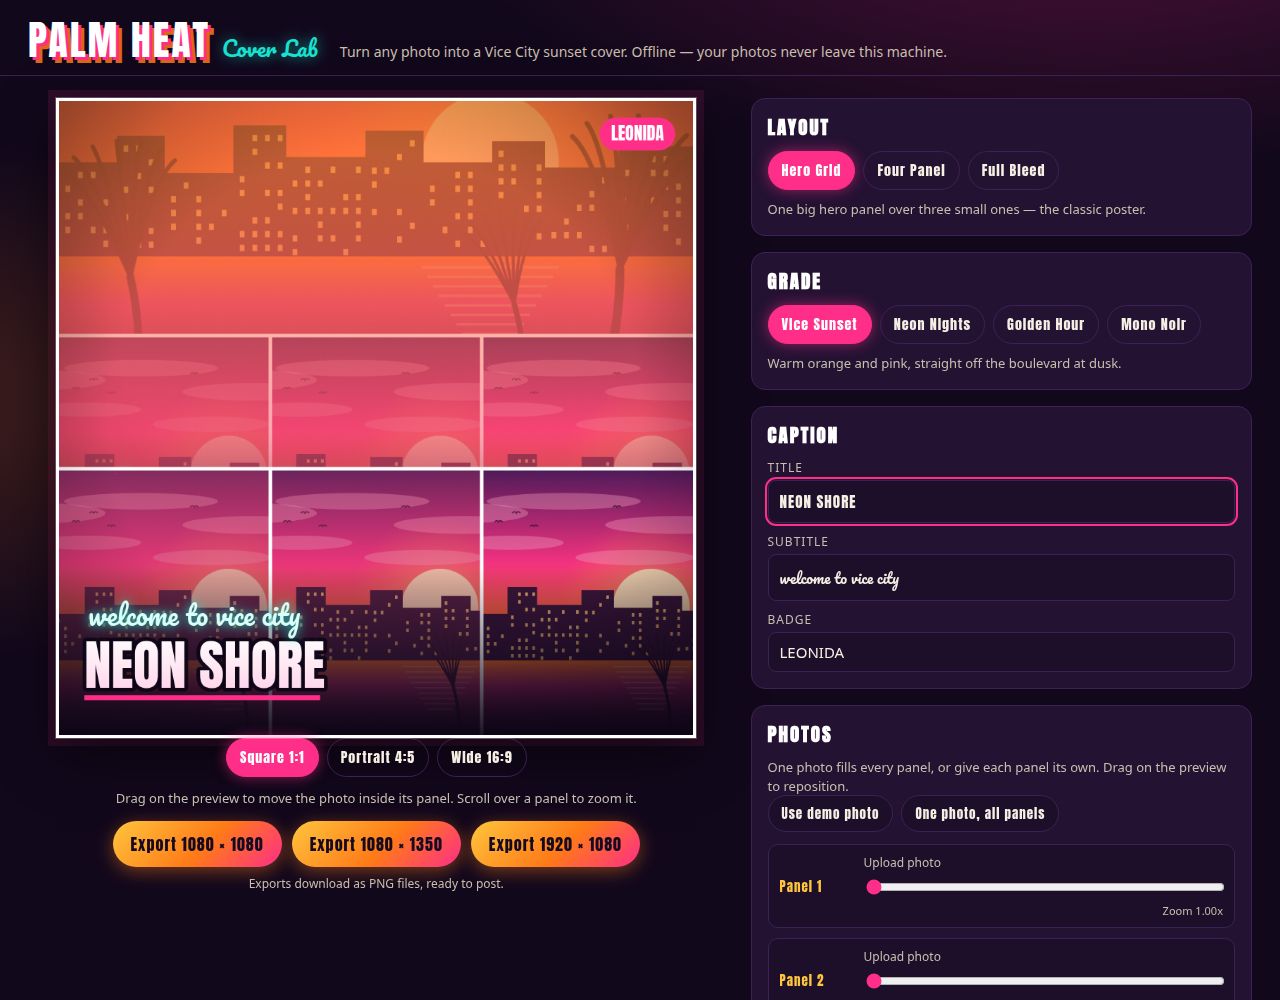 PALM HEAT Cover Lab Turn any photo into a Vice City sunset cover. Offline — your photos never leave this machine.
LEONIDA
welcome to vice city
NEON SHORE
Square 1:1 Portrait 4:5 Wide 16:9
Drag on the preview to move the photo inside its panel. Scroll over a panel to zoom it.
Export 1080 × 1080 Export 1080 × 1350 Export 1920 × 1080
Exports download as PNG files, ready to post.
LAYOUT
Hero Grid Four Panel Full Bleed
One big hero panel over three small ones — the classic poster.
GRADE
Vice Sunset Neon Nights Golden Hour Mono Noir
Warm orange and pink, straight off the boulevard at dusk.
CAPTION
TITLE
NEON SHORE
SUBTITLE
welcome to vice city
BADGE
LEONIDA
PHOTOS
One photo fills every panel, or give each panel its own. Drag on the preview
to reposition.
Use demo photo One photo, all panels
Upload photo
Panel 1
Zoom 1.00x
Upload photo
Panel 2